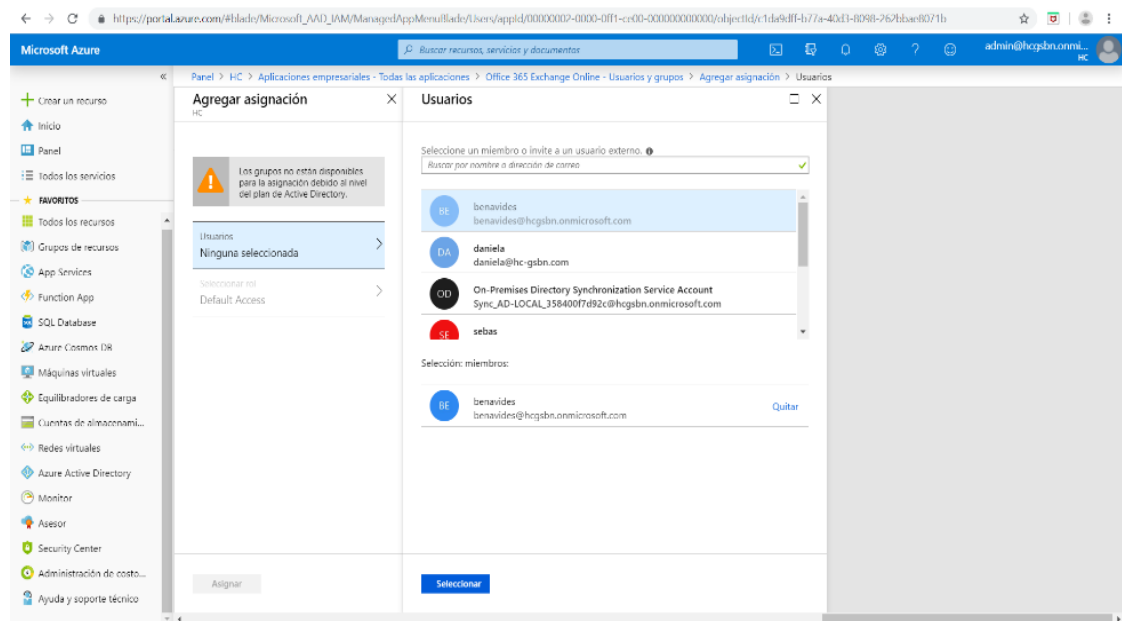 https://portal.azure.com/#blade/Microsoft_AAD_IAM/ManagedAppMenuBlade/Users/appId/00000002-0000-0ff1-ce00-000000000000/objectId/c1da9dff-b77a-40d3-8098-262bbae8071b
Microsoft Azure
Buscar recursos, servicios y documentos
admin@hcgsbn.onmi...
HC
Panel > HC > Aplicaciones empresariales - Todas las aplicaciones > Office 365 Exchange Online - Usuarios y grupos > Agregar asignación > Usuarios
Crear un recurso
Inicio
Panel
Todos los servicios
FAVORITOS
Todos los recursos
Grupos de recursos
App Services
Function App
SQL Database
Azure Cosmos DB
Máquinas virtuales
Equilibradores de carga
Cuentas de almacenami...
Redes virtuales
Azure Active Directory
Monitor
Asesor
Security Center
Administración de costo...
Ayuda y soporte técnico
Agregar asignación
HC
Los grupos no están disponibles
para la asignación debido al nivel
del plan de Active Directory.
Usuarios
Ninguna seleccionada
Seleccionar rol
Default Access
Asignar
Usuarios
Seleccione un miembro o invite a un usuario externo.
Buscar por nombre o dirección de correo
BE
benavides
benavides@hcgsbn.onmicrosoft.com
DA
daniela
daniela@hc-gsbn.com
OD
On-Premises Directory Synchronization Service Account
Sync_AD-LOCAL_358400f7d92c@hcgsbn.onmicrosoft.com
SE
sebas
Selección: miembros:
BE
benavides
benavides@hcgsbn.onmicrosoft.com
Quitar
Seleccionar